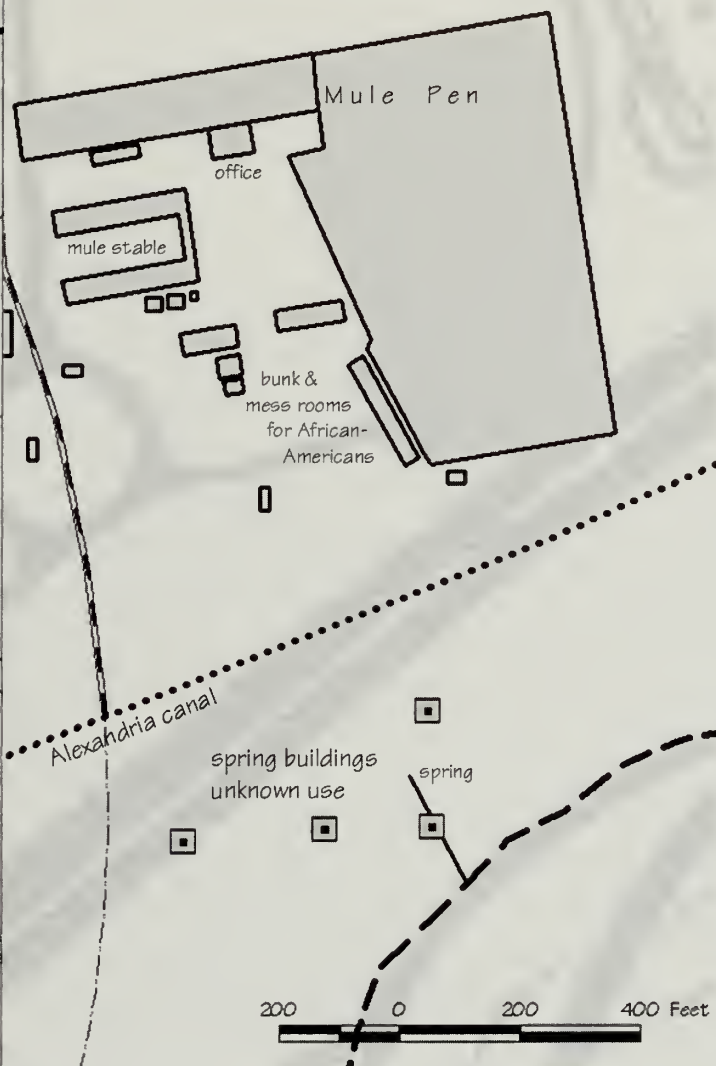 Mule Pen
office
mule stable
bunk &
mess rooms
for African-
Americans
Alexandria canal
spring buildings
unknown use
spring
200 0 200 400 Feet